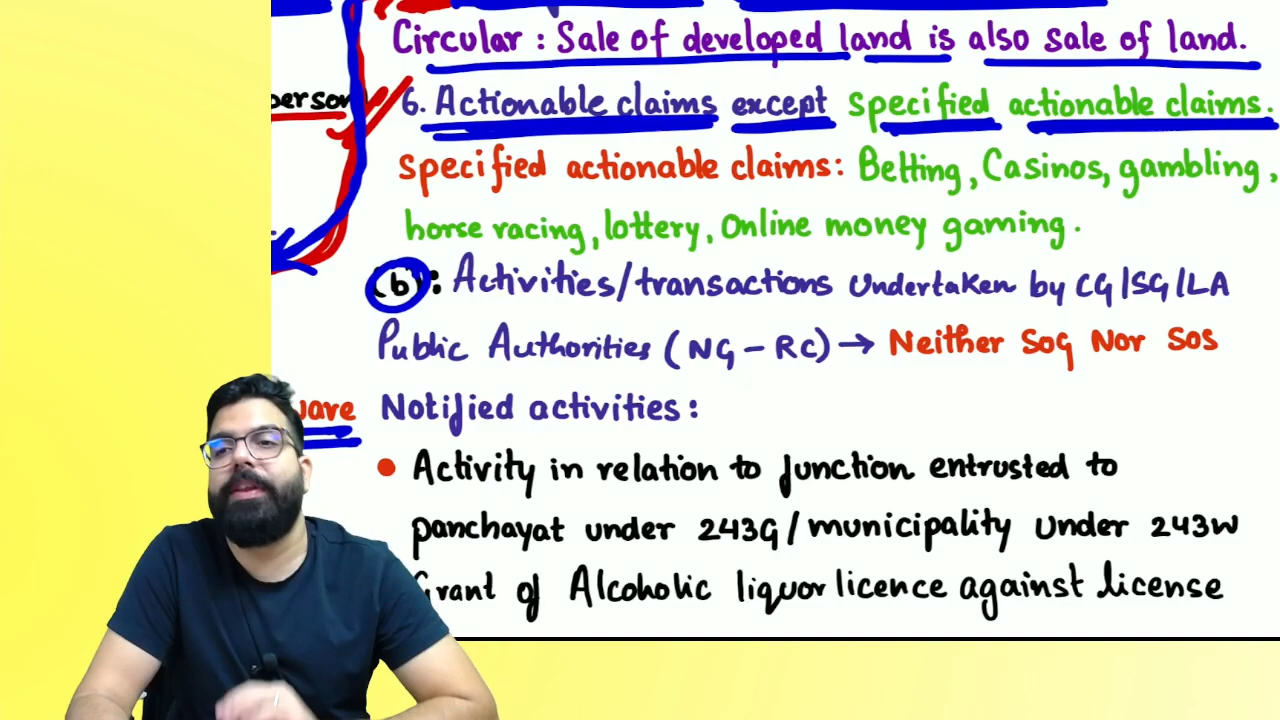 Circular : Sale of developed land is also sale of land.
person
6. Actionable claims except specified actionable claims.
Specified actionable claims: Betting, Casinos, gambling,
horse racing, lottery, Online money gaming.
(b): Activities/transactions Undertaken by CG/SG/LA
Public Authorities (NG - RC) → Neither SOG Nor SOS
Notified activities:
• Activity in relation to function entrusted to
panchayat under 243G/municipality under 243W
Grant of Alcoholic liquor licence against license